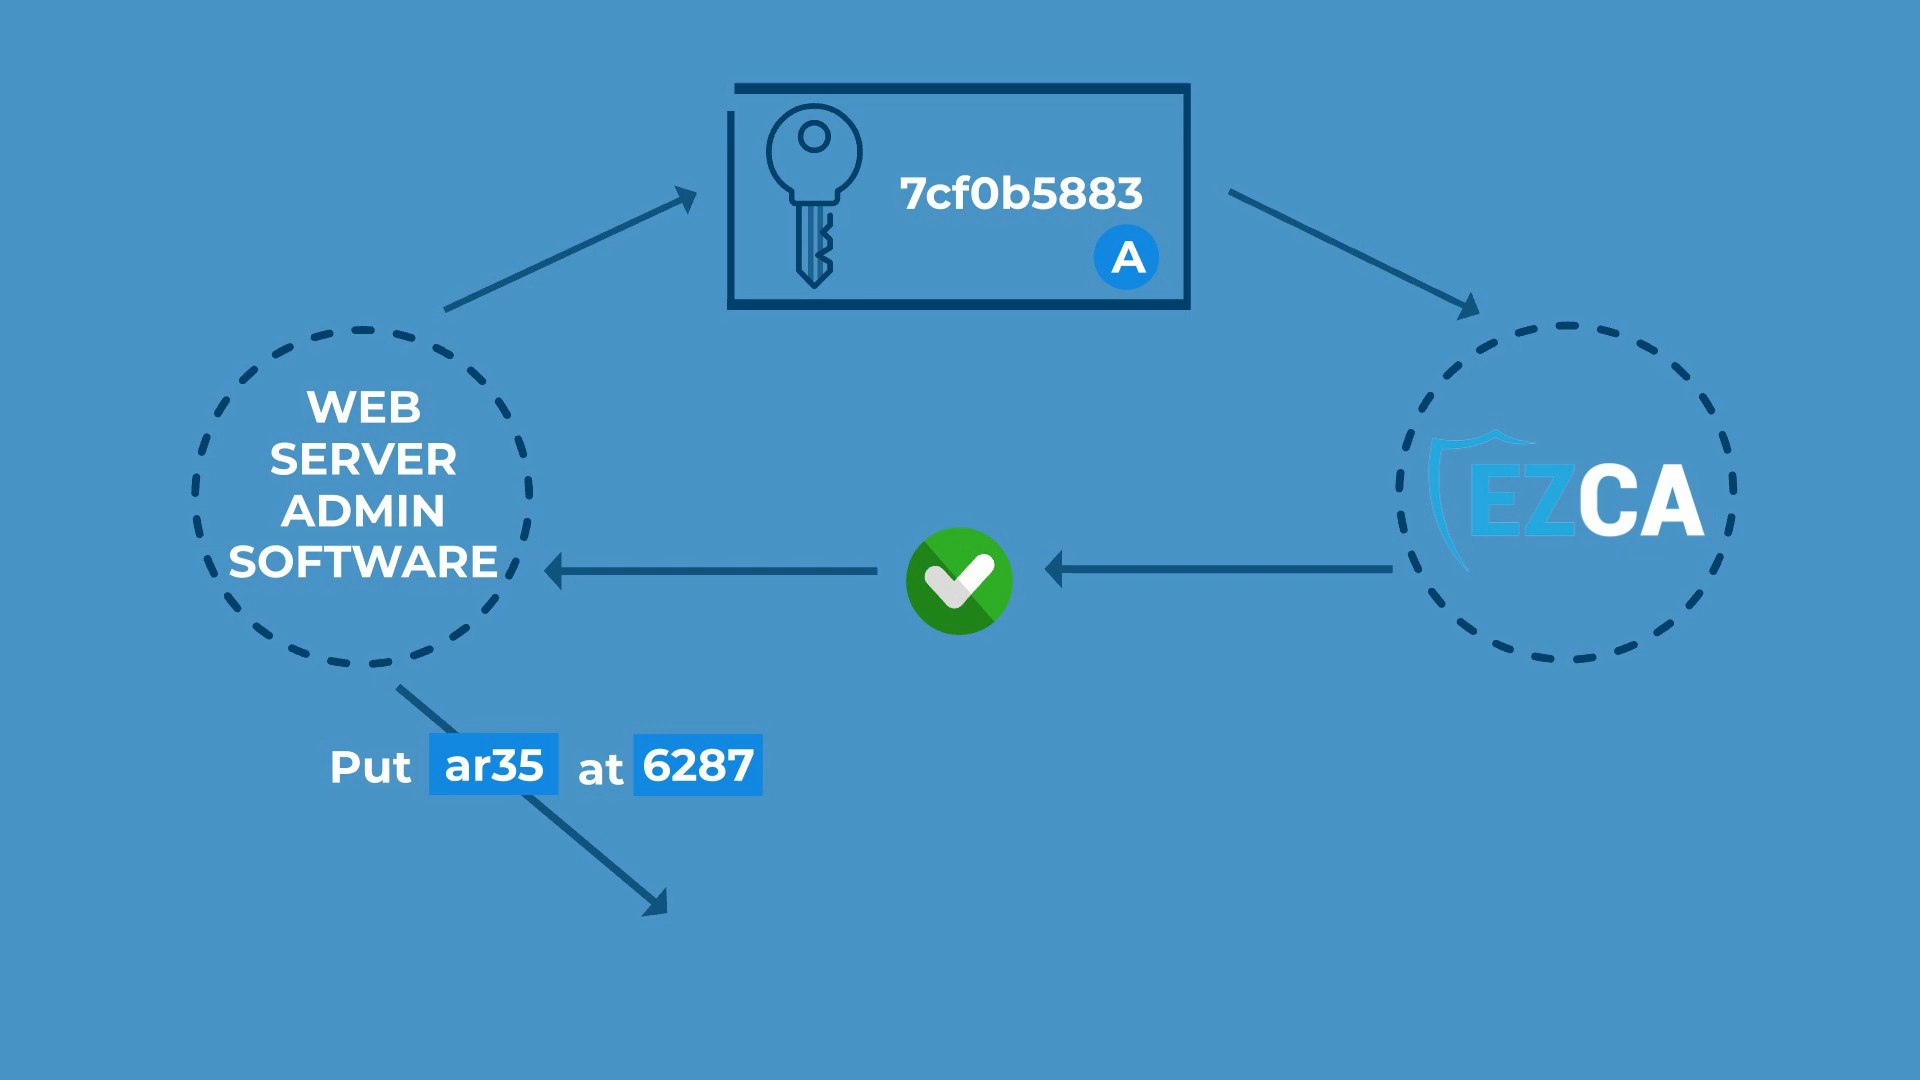 7cf0b5883
A
WEB
SERVER
ADMIN
SOFTWARE
EZCA
Put ar35 at 6287